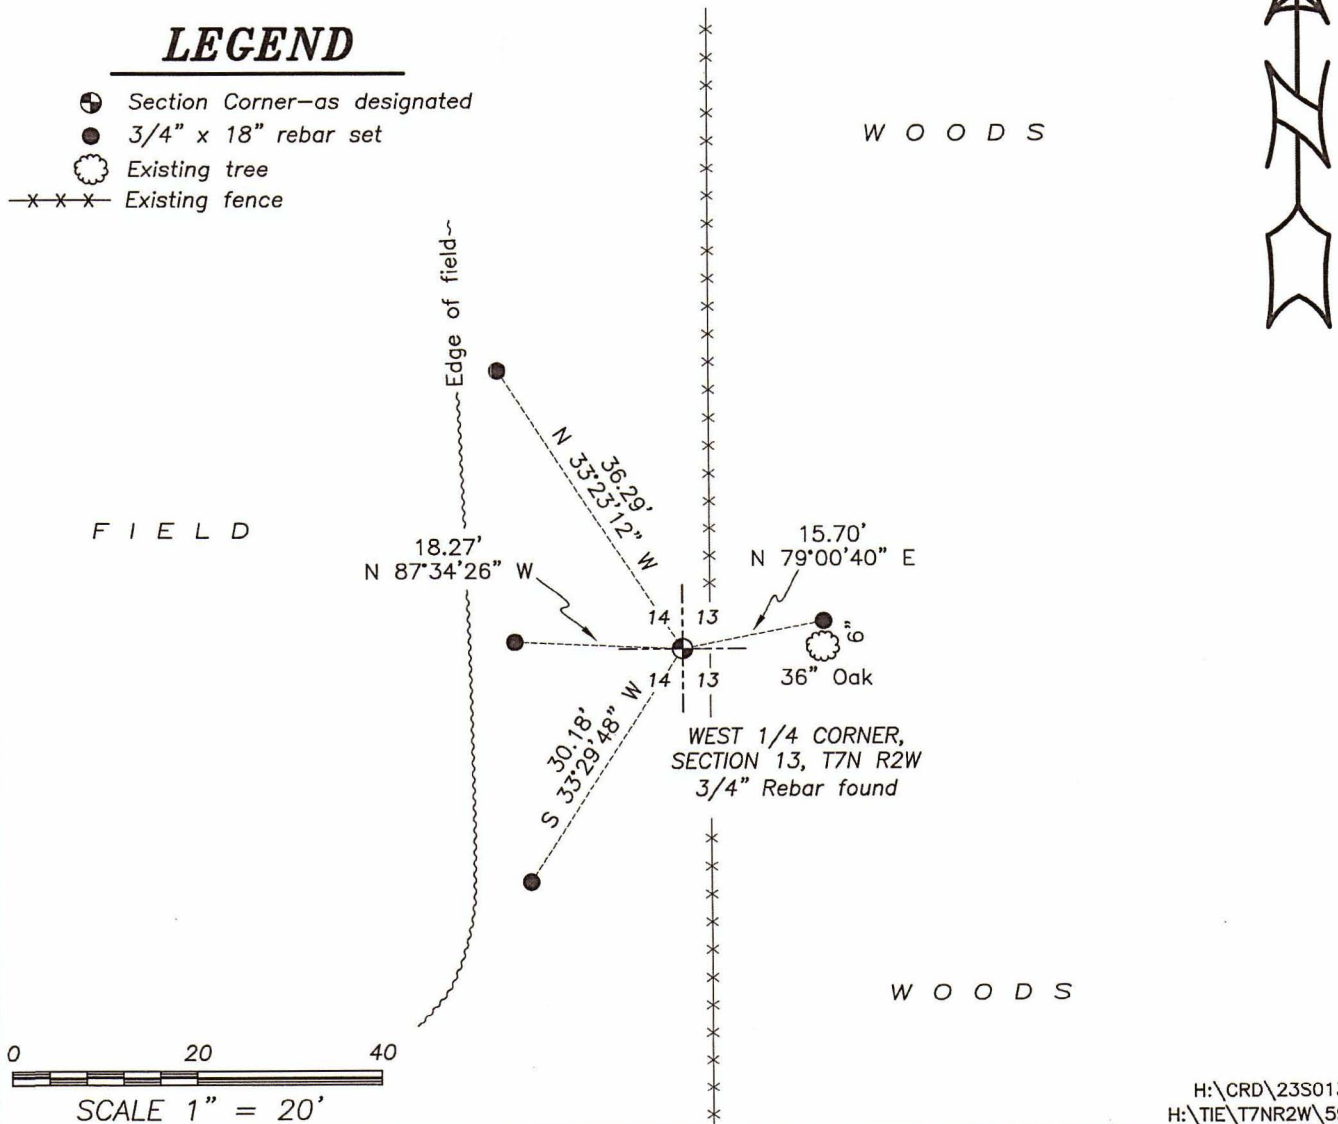 LEGEND
Section Corner-as designated
3/4" x 18" rebar set
Existing tree
Existing fence
N
WOODS
Edge of field
FIELD
36.29'
N 33°23'12" W
18.27'
N 87°34'26" W
15.70'
N 79°00'40" E
14 13
14 13
6"
36" Oak
30.18'
S 33°29'48" W
WEST 1/4 CORNER,
SECTION 13, T7N R2W
3/4" Rebar found
WOODS
0 20 40
SCALE 1" = 20'
H:\CRD\23S013
H:\TIE\T7NR2W\59